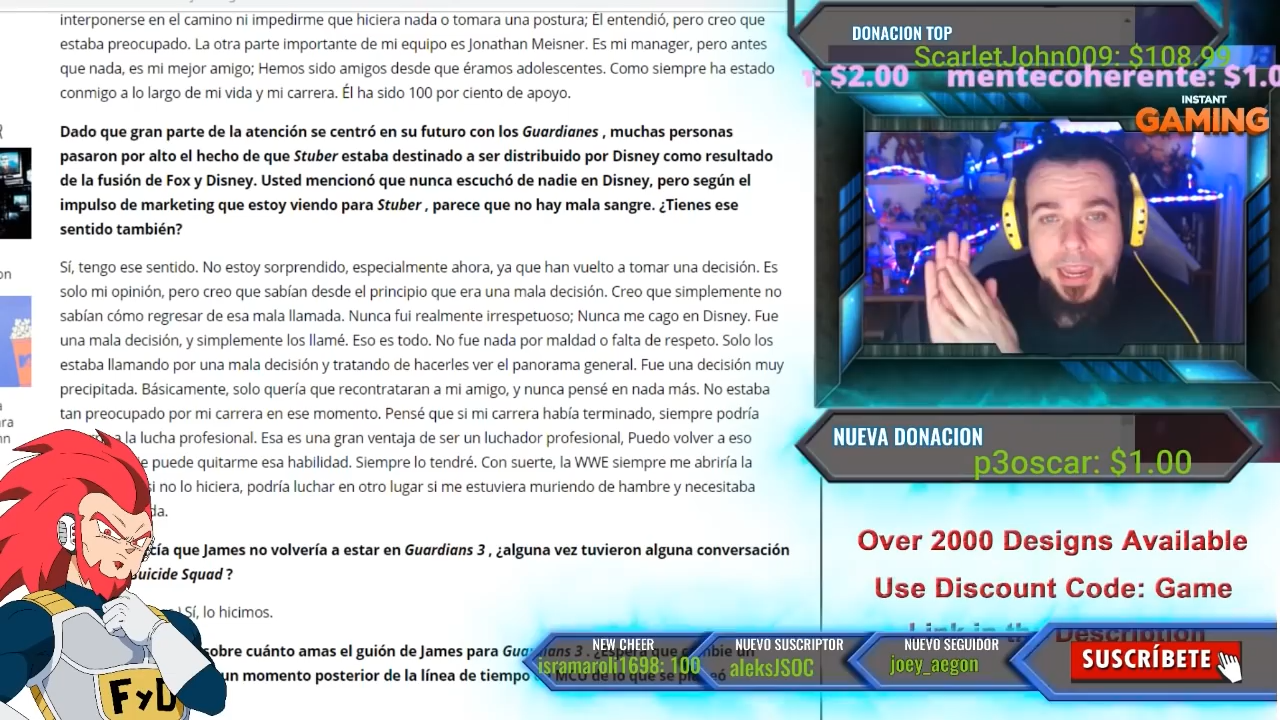 interponerse en el camino ni impedirme que hiciera nada o tomara una postura; Él entendió, pero creo que
estaba preocupado. La otra parte importante de mi equipo es Jonathan Meisner. Es mi manager, pero antes
que nada, es mi mejor amigo; Hemos sido amigos desde que éramos adolescentes. Como siempre ha estado
conmigo a lo largo de mi vida y mi carrera. Él ha sido 100 por ciento de apoyo.
Dado que gran parte de la atención se centró en su futuro con los Guardianes , muchas personas
pasaron por alto el hecho de que Stuber estaba destinado a ser distribuido por Disney como resultado
de la fusión de Fox y Disney. Usted mencionó que nunca escuchó de nadie en Disney, pero según el
impulso de marketing que estoy viendo para Stuber , parece que no hay mala sangre. ¿Tienes ese
sentido también?
Sí, tengo ese sentido. No estoy sorprendido, especialmente ahora, ya que han vuelto a tomar una decisión. Es
solo mi opinión, pero creo que sabían desde el principio que era una mala decisión. Creo que simplemente no
sabían cómo regresar de esa mala llamada. Nunca fui realmente irrespetuoso; Nunca me cago en Disney. Fue
una mala decisión, y simplemente los llamé. Eso es todo. No fue nada por maldad o falta de respeto. Solo los
estaba llamando por una mala decisión y tratando de hacerles ver el panorama general. Fue una decisión muy
precipitada. Básicamente, solo quería que recontrataran a mi amigo, y nunca pensé en nada más. No estaba
tan preocupado por mi carrera en ese momento. Pensé que si mi carrera había terminado, siempre podría
a la lucha profesional. Esa es una gran ventaja de ser un luchador profesional, Puedo volver a eso
e puede quitarme esa habilidad. Siempre lo tendré. Con suerte, la WWE siempre me abriría la
si no lo hiciera, podría luchar en otro lugar si me estuviera muriendo de hambre y necesitaba
da.
cía que James no volvería a estar en Guardians 3 , ¿alguna vez tuvieron alguna conversación
Suicide Squad ?
Sí, lo hicimos.
sobre cuánto amas el guión de James para Guardians 3 . ¿Espera que cambie un
un momento posterior de la línea de tiempo MCU de lo que se planeó
DONACION TOP
ScarletJohn009: $108.99
: $2.00 mentecoherente: $1.0
INSTANT
GAMING
NUEVA DONACION
p3oscar: $1.00
Over 2000 Designs Available
Use Discount Code: Game
Link in the Description
NEW CHEER
isramaroli1698: 100
NUEVO SUSCRIPTOR
aleksJSOC
NUEVO SEGUIDOR
joey_aegon
SUSCRÍBETE
FyD